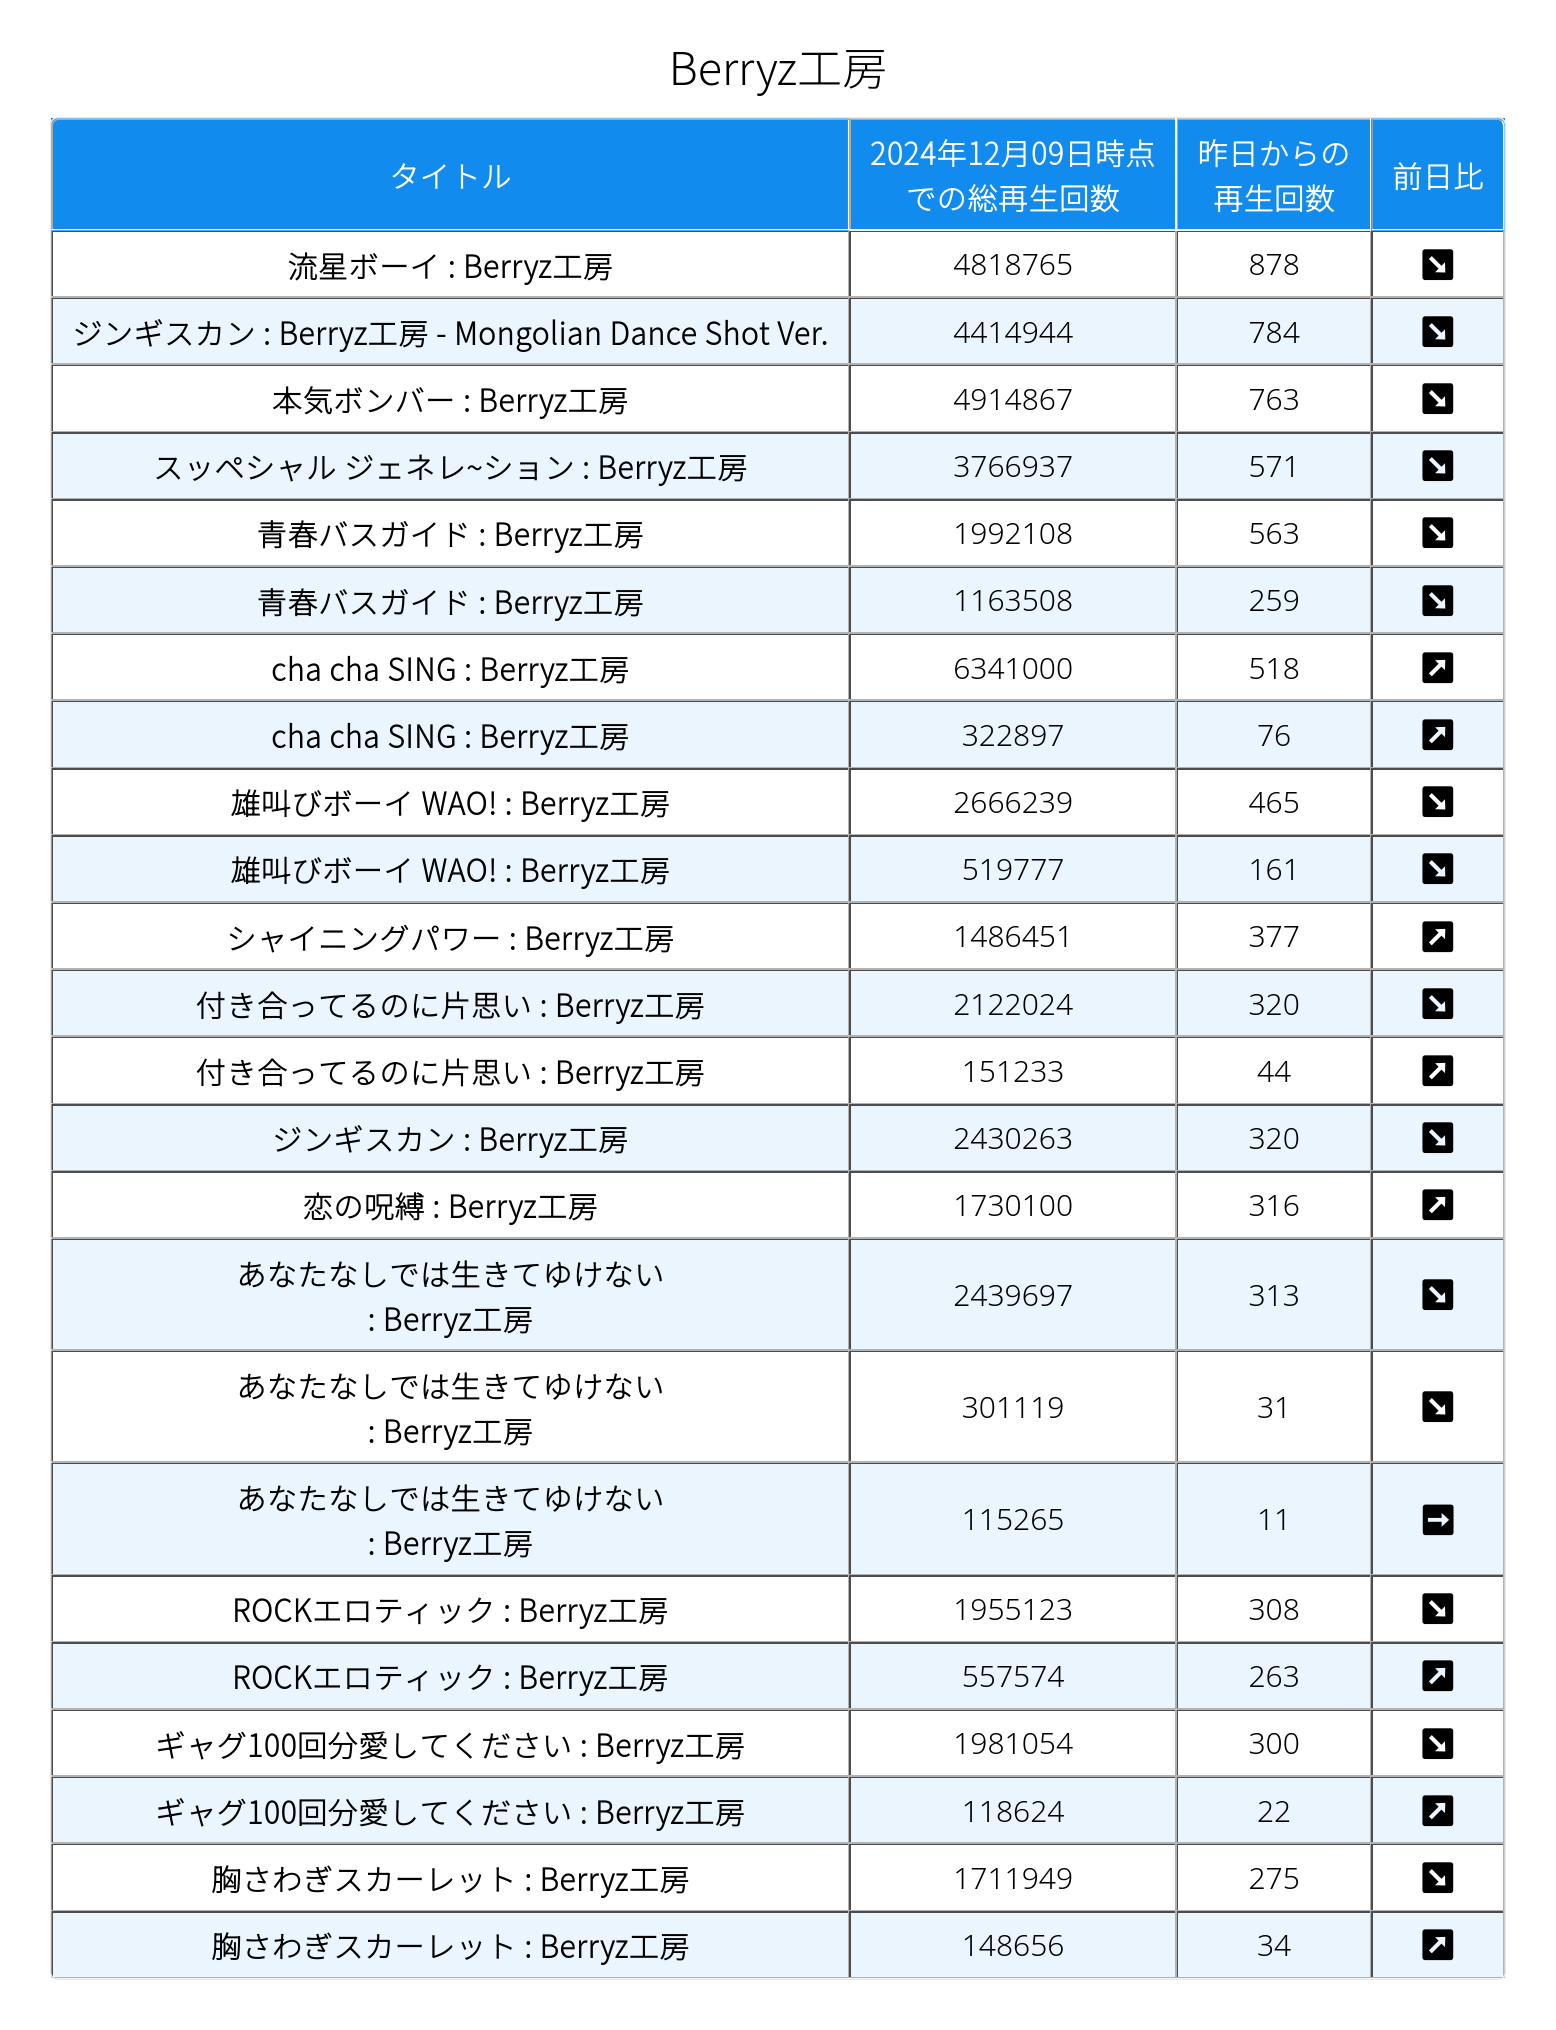 Berryz工房
タイトル
2024年12月09日時点
での総再生回数
昨日からの
再生回数
前日比
流星ボーイ : Berryz工房 4818765 878
ジンギスカン : Berryz工房 - Mongolian Dance Shot Ver. 4414944 784
本気ボンバー : Berryz工房 4914867 763
スッペシャル ジェネレ~ション : Berryz工房 3766937 571
青春バスガイド : Berryz工房 1992108 563
青春バスガイド : Berryz工房 1163508 259
cha cha SING : Berryz工房 6341000 518
cha cha SING : Berryz工房 322897 76
雄叫びボーイ WAO! : Berryz工房 2666239 465
雄叫びボーイ WAO! : Berryz工房 519777 161
シャイニングパワー : Berryz工房 1486451 377
付き合ってるのに片思い : Berryz工房 2122024 320
付き合ってるのに片思い : Berryz工房 151233 44
ジンギスカン : Berryz工房 2430263 320
恋の呪縛 : Berryz工房 1730100 316
あなたなしでは生きてゆけない
: Berryz工房 2439697 313
あなたなしでは生きてゆけない
: Berryz工房 301119 31
あなたなしでは生きてゆけない
: Berryz工房 115265 11
ROCKエロティック : Berryz工房 1955123 308
ROCKエロティック : Berryz工房 557574 263
ギャグ100回分愛してください : Berryz工房 1981054 300
ギャグ100回分愛してください : Berryz工房 118624 22
胸さわぎスカーレット : Berryz工房 1711949 275
胸さわぎスカーレット : Berryz工房 148656 34